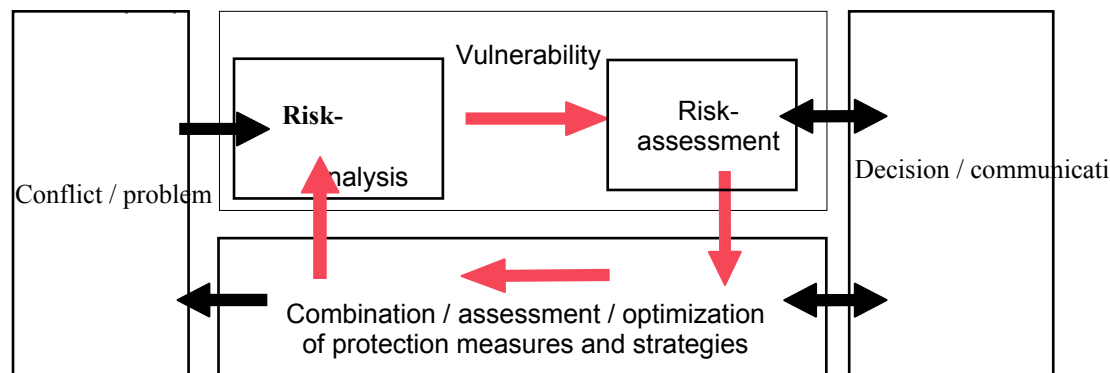 Vulnerability
Risk-
nalysis
Risk-
assessment
Conflict / problem
Decision / communicati
Combination / assessment / optimization
of protection measures and strategies